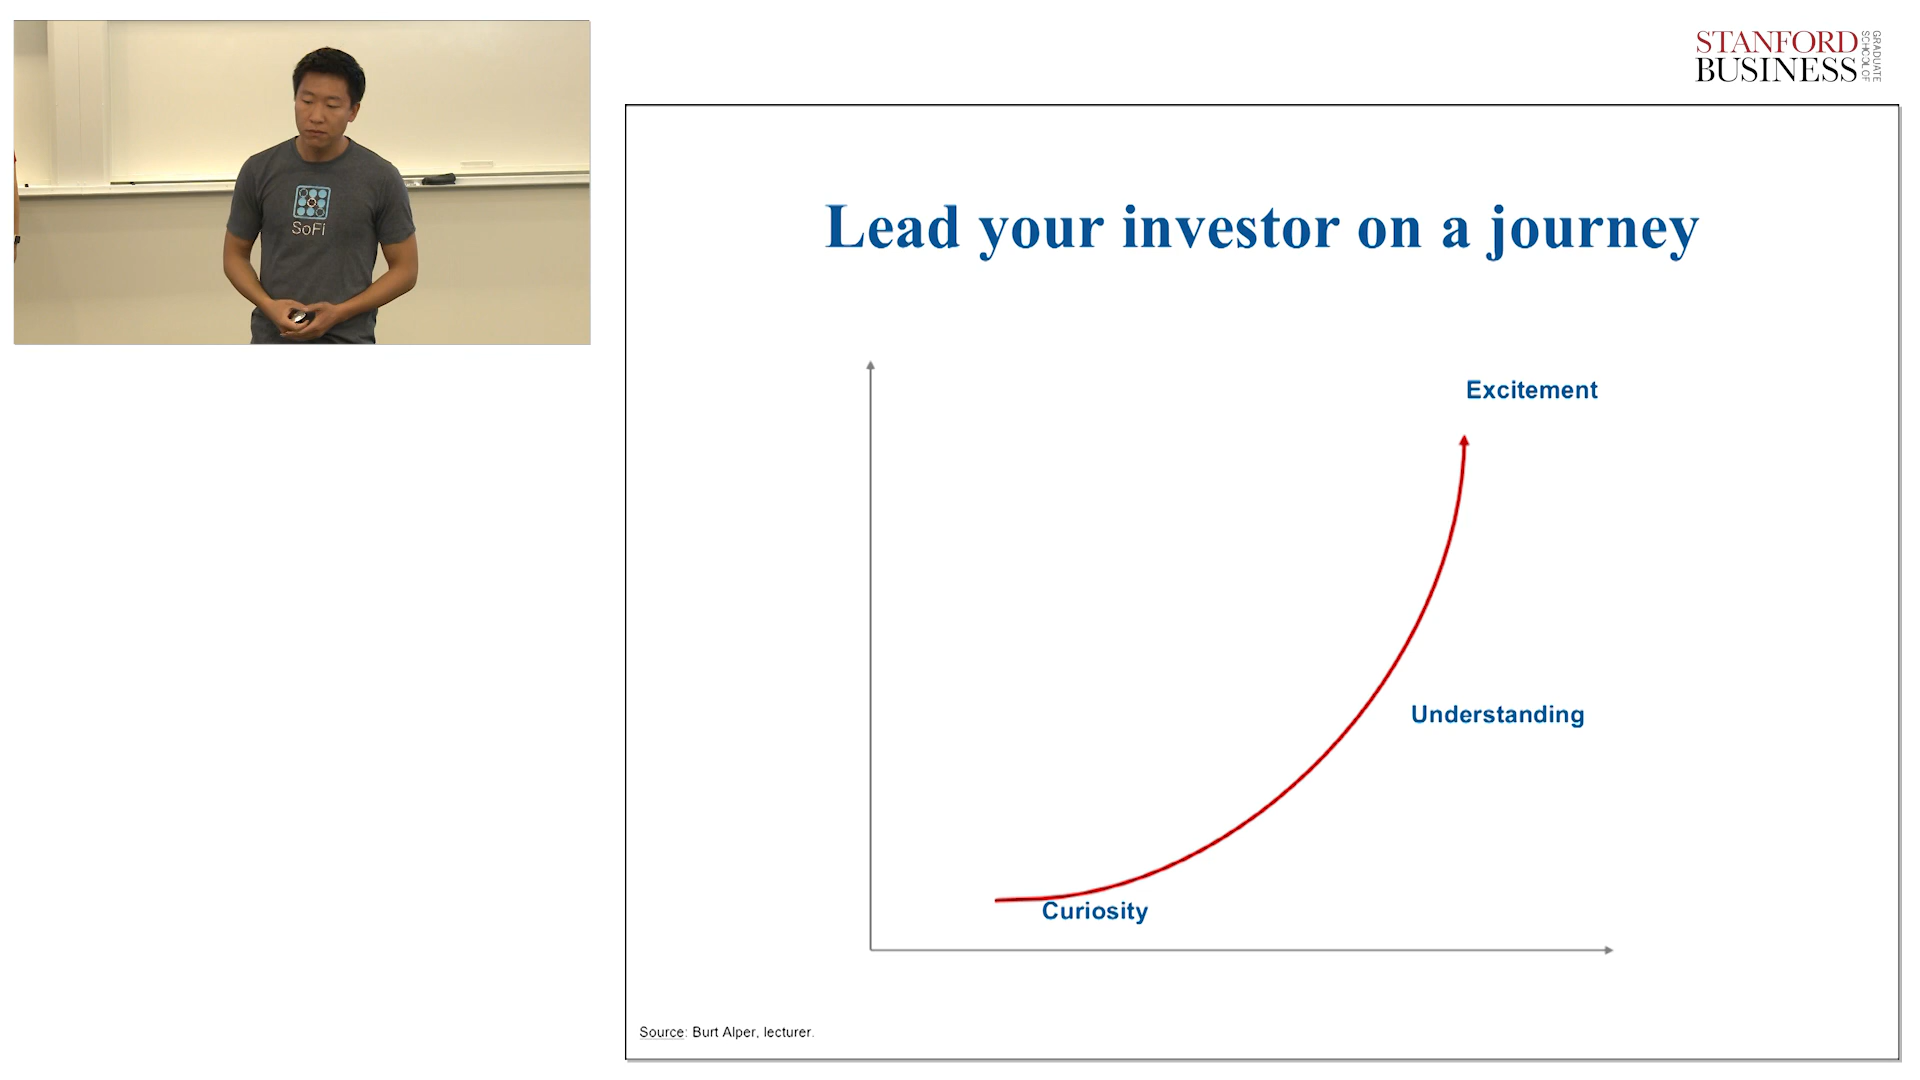 SoFi
STANFORD
BUSINESS
GRADUATE
SCHOOL OF
Lead your investor on a journey
Excitement
Understanding
Curiosity
Source: Burt Alper, lecturer.